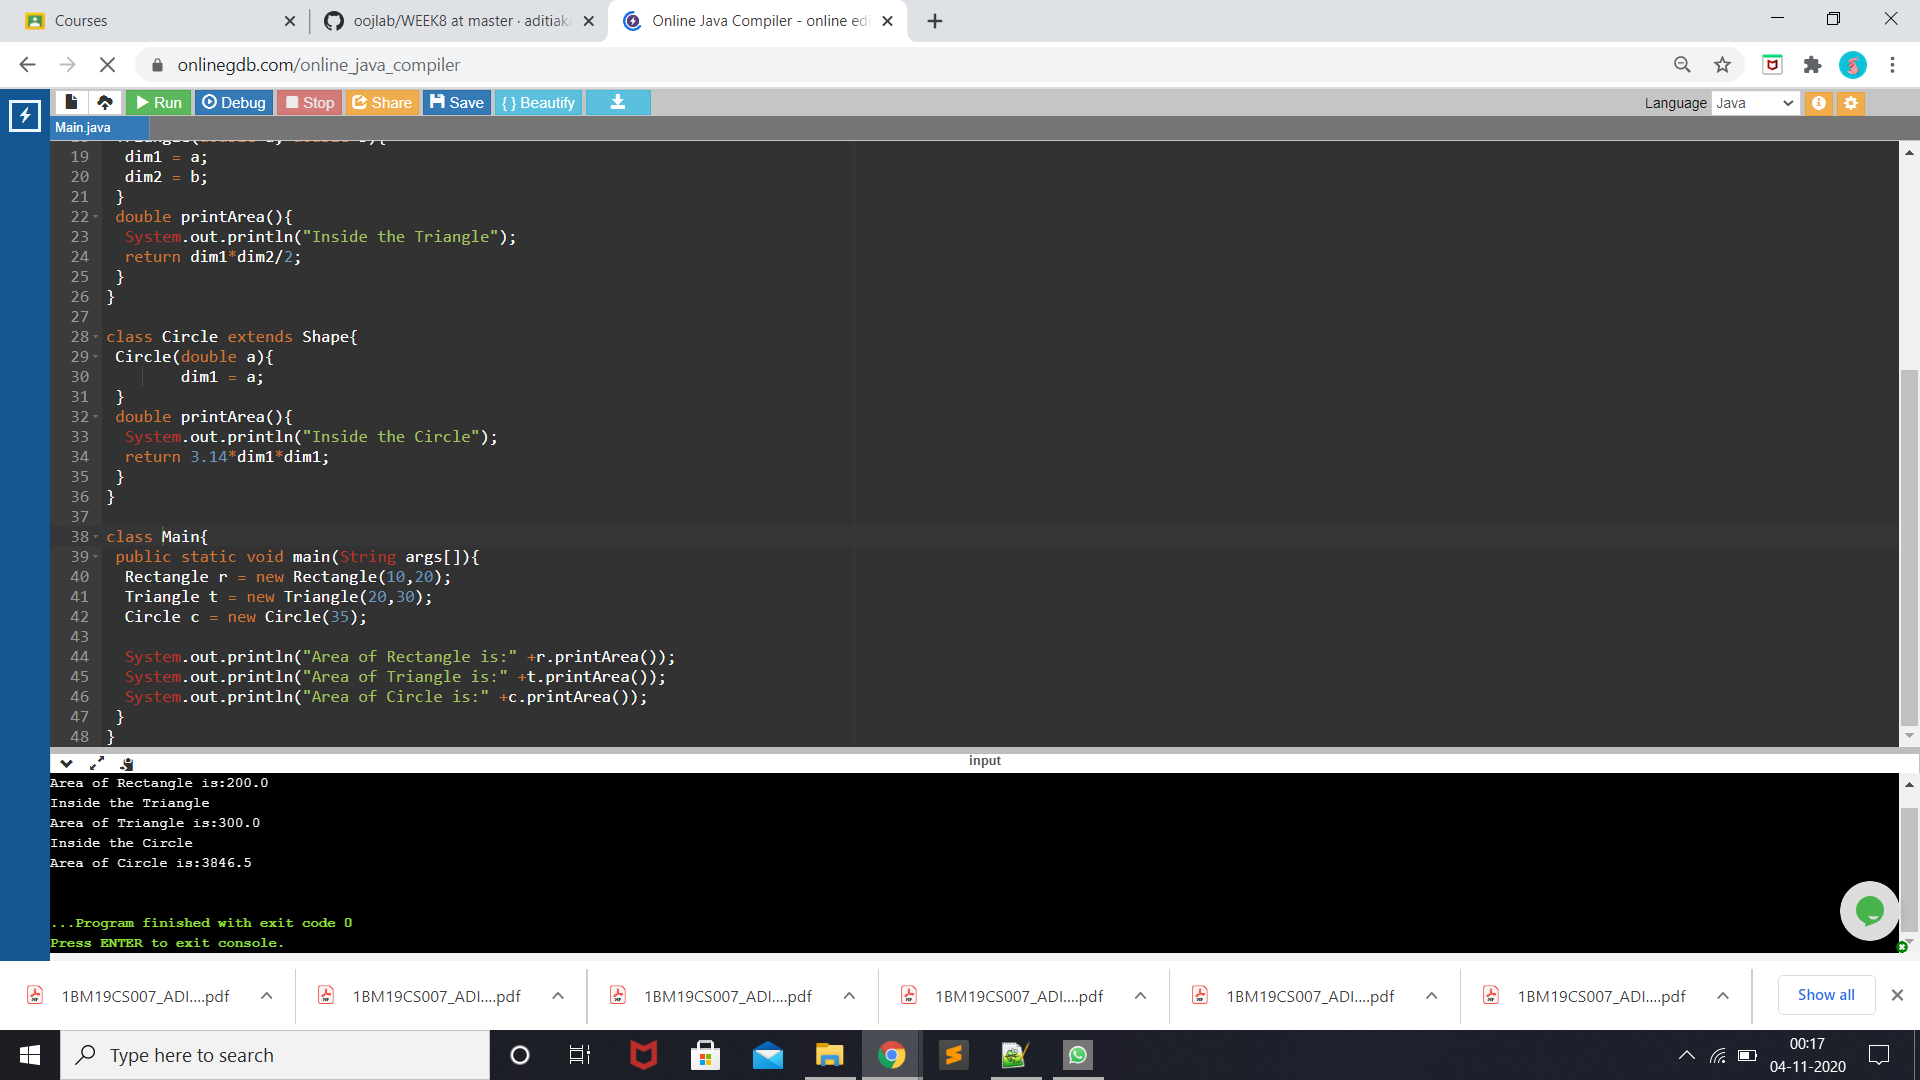 Courses
oojlab/WEEK8 at master · aditiaka
Online Java Compiler - online edi
onlinegdb.com/online_java_compiler
Run
Debug
Stop
Share
Save
{ } Beautify
Language
Java
Main.java
19 dim1 = a;
20 dim2 = b;
21 }
22 double printArea(){
23 System.out.println("Inside the Triangle");
24 return dim1*dim2/2;
25 }
26 }
27
28 class Circle extends Shape{
29 Circle(double a){
30 dim1 = a;
31 }
32 double printArea(){
33 System.out.println("Inside the Circle");
34 return 3.14*dim1*dim1;
35 }
36 }
37
38 class Main{
39 public static void main(String args[]){
40 Rectangle r = new Rectangle(10,20);
41 Triangle t = new Triangle(20,30);
42 Circle c = new Circle(35);
43
44 System.out.println("Area of Rectangle is:" +r.printArea());
45 System.out.println("Area of Triangle is:" +t.printArea());
46 System.out.println("Area of Circle is:" +c.printArea());
47 }
48 }
input
Area of Rectangle is:200.0
Inside the Triangle
Area of Triangle is:300.0
Inside the Circle
Area of Circle is:3846.5
...Program finished with exit code 0
Press ENTER to exit console.
1BM19CS007_ADI....pdf
1BM19CS007_ADI....pdf
1BM19CS007_ADI....pdf
1BM19CS007_ADI....pdf
1BM19CS007_ADI....pdf
1BM19CS007_ADI....pdf
Show all
Type here to search
00:17
04-11-2020